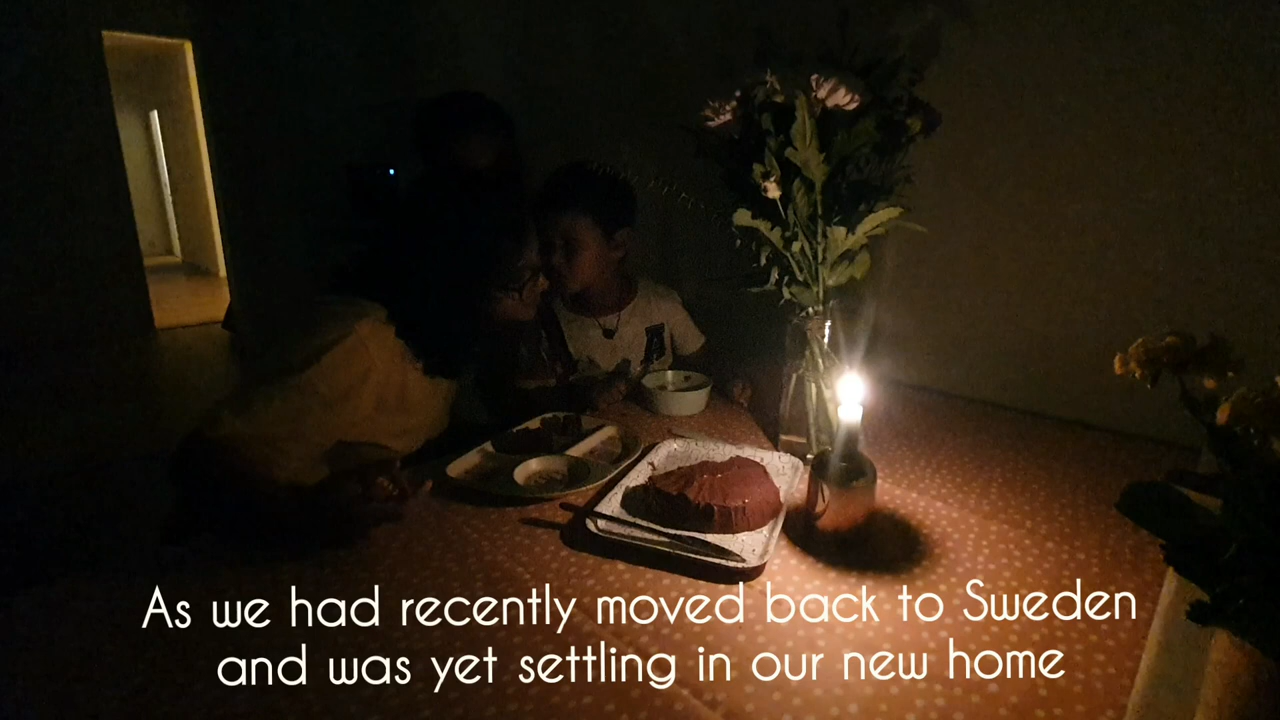 A
As we had recently moved back to Sweden
and was yet settling in our new home